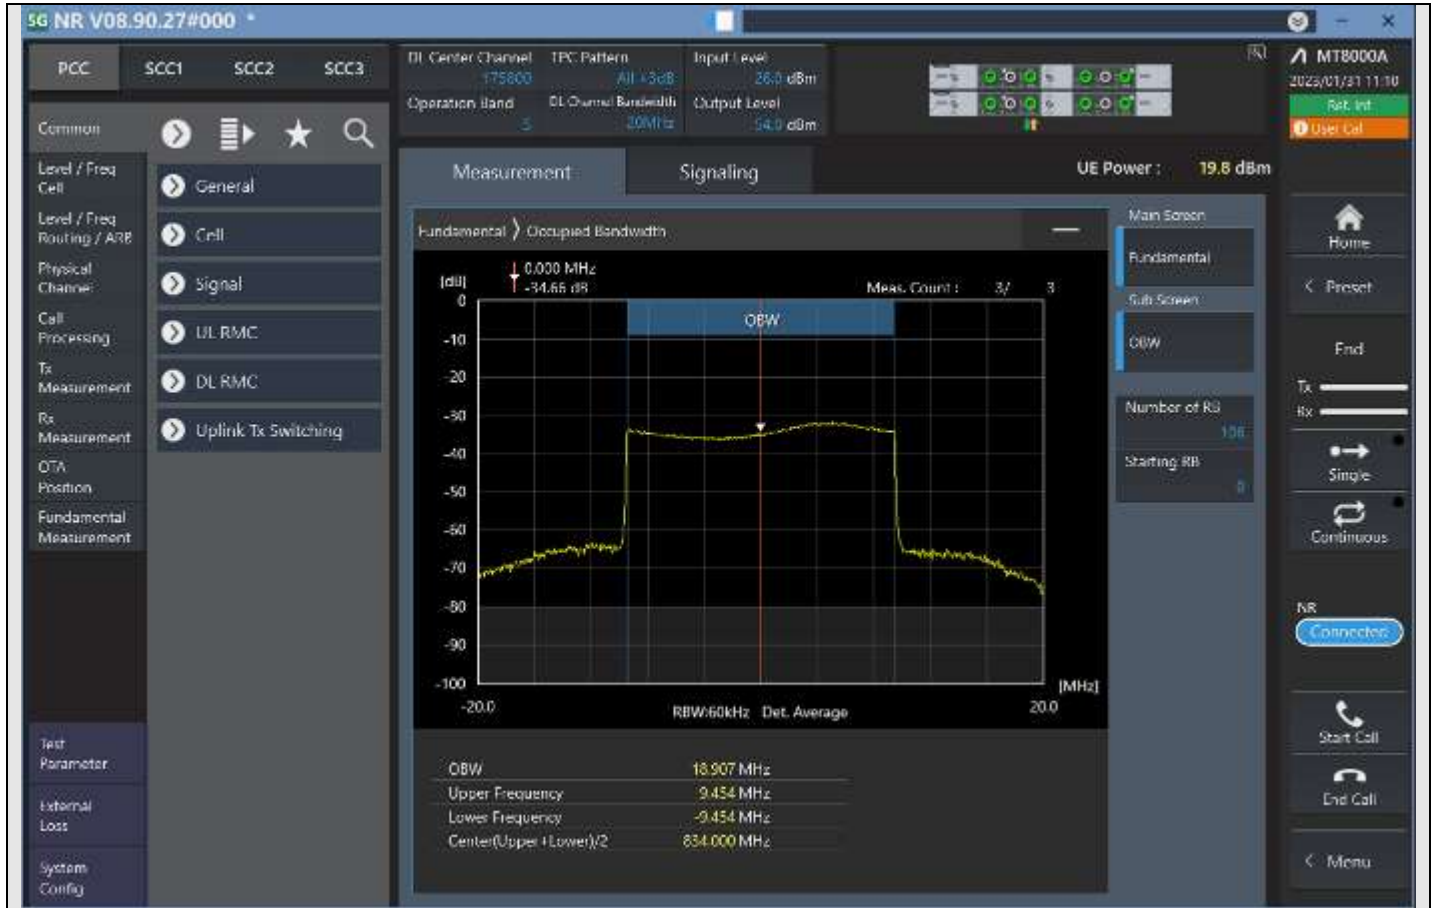 SG NR V08.90.27#000 *
PCC SCC1 SCC2 SCC3
DL Center Channel TPC Pattern Input Level
175800 All +3dB 26.0 dBm
Operation Band DL Channel Bandwidth Output Level
5 20MHz -54.0 dBm
MT8000A
2023/01/31 11:10
Ref. Int
User Cal
Common
Level / Freq
Cell
Level / Freq
Routing / ARB
Physical
Channel
Call
Processing
Tx
Measurement
Rx
Measurement
OTA
Position
Fundamental
Measurement
Test
Parameter
External
Loss
System
Config
General
Cell
Signal
UL RMC
DL RMC
Uplink Tx Switching
Measurement Signaling
UE Power : 19.8 dBm
Fundamental > Occupied Bandwidth
0.000 MHz
[dB] -34.66 dB Meas. Count : 3/ 3
OBW
0
-10
-20
-30
-40
-50
-60
-70
-80
-90
-100
[MHz]
-20.0 RBW:60kHz Det. Average 20.0
OBW 18.907 MHz
Upper Frequency 9.454 MHz
Lower Frequency -9.454 MHz
Center(Upper+Lower)/2 834.000 MHz
Main Screen
Fundamental
Sub Screen
OBW
Number of RB
106
Starting RB
0
Home
< Preset
End
Tx
Rx
Single
Continuous
NR
Connected
Start Call
End Call
< Menu